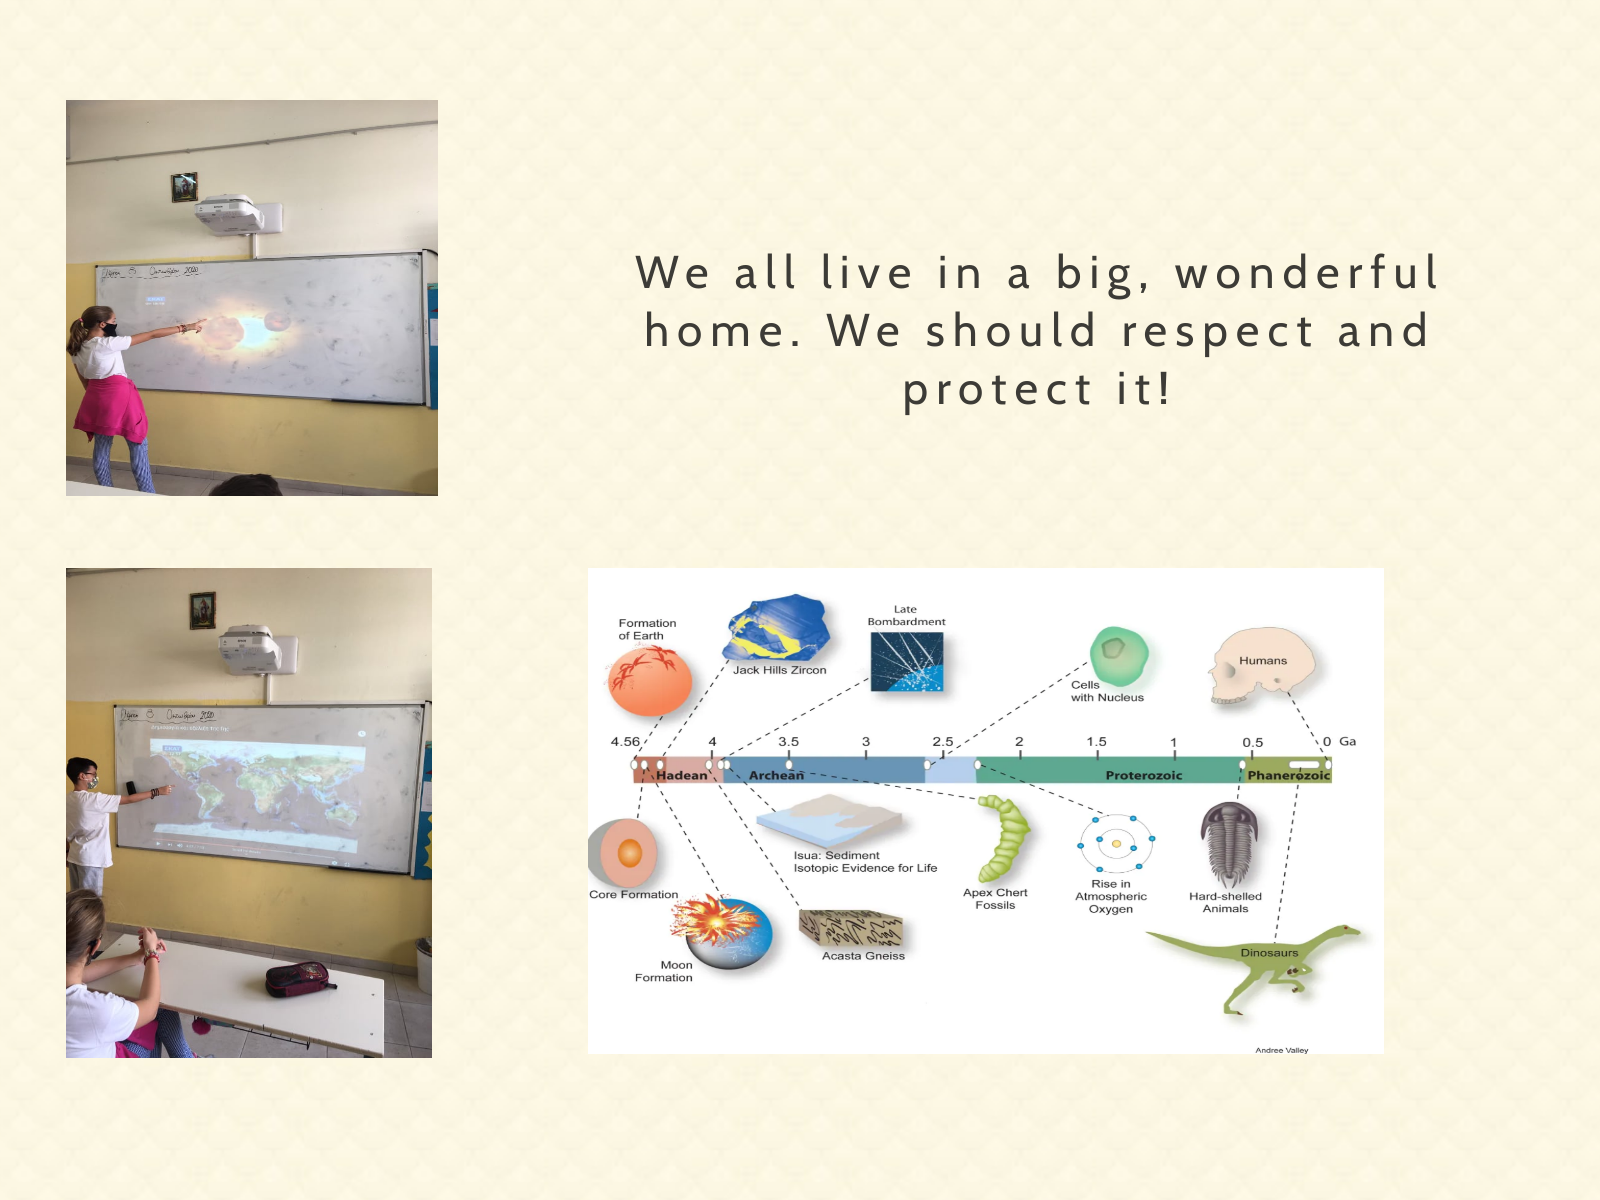 We all live in a big, wonderful
home. We should respect and
protect it!
2020
2020
Formation
of Earth
Jack Hills Zircon
Late
Bombardment
Cells
with Nucleus
Humans
4.56 4 3.5 3 2.5 2 1.5 1 0.5 0 Ga
Hadean Archean Proterozoic Phanerozoic
Core Formation
Isua: Sediment
Isotopic Evidence for Life
Apex Chert
Fossils
Rise in
Atmospheric
Oxygen
Hard-shelled
Animals
Moon
Formation
Acasta Gneiss
Dinosaurs
Andree Valley